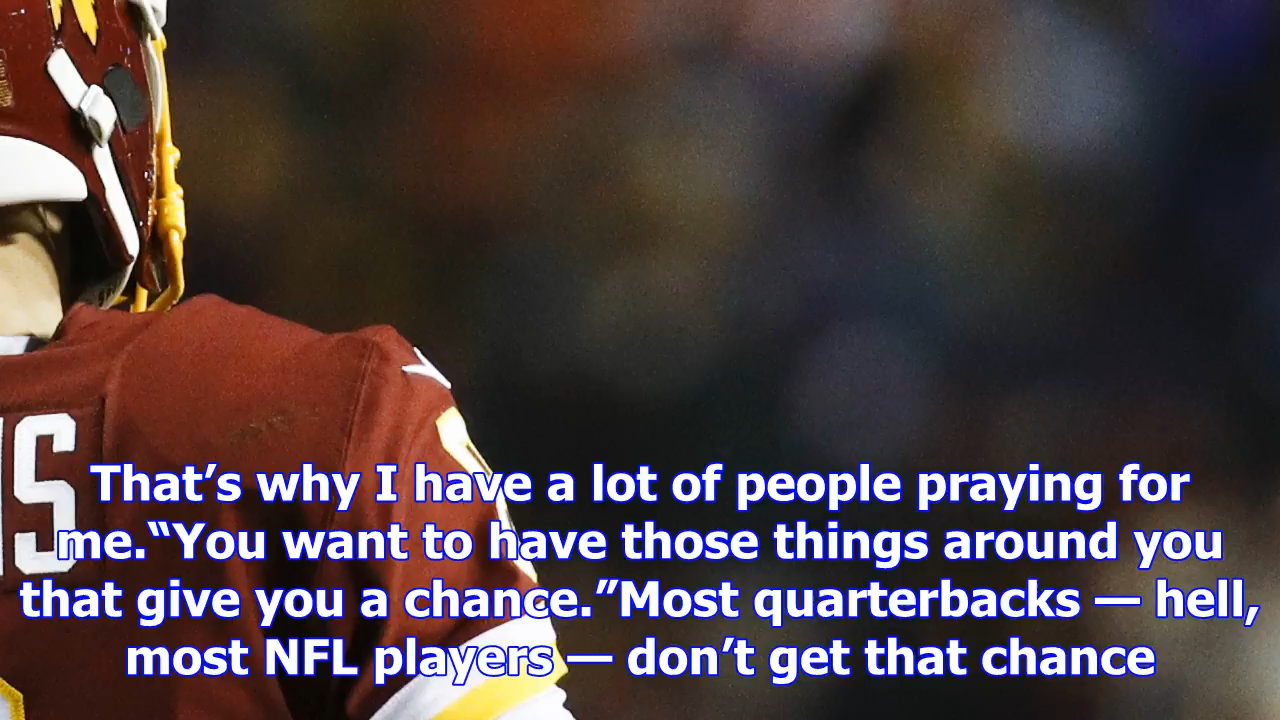 NS
That’s why I have a lot of people praying for
me.“You want to have those things around you
that give you a chance.”Most quarterbacks — hell,
most NFL players — don’t get that chance